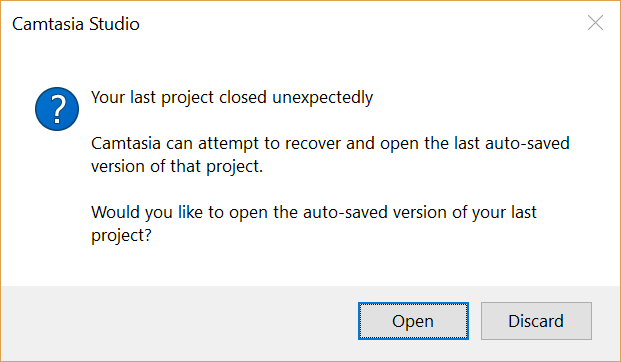 Camtasia Studio
Your last project closed unexpectedly
Camtasia can attempt to recover and open the last auto-saved
version of that project.
Would you like to open the auto-saved version of your last
project?
Open
Discard